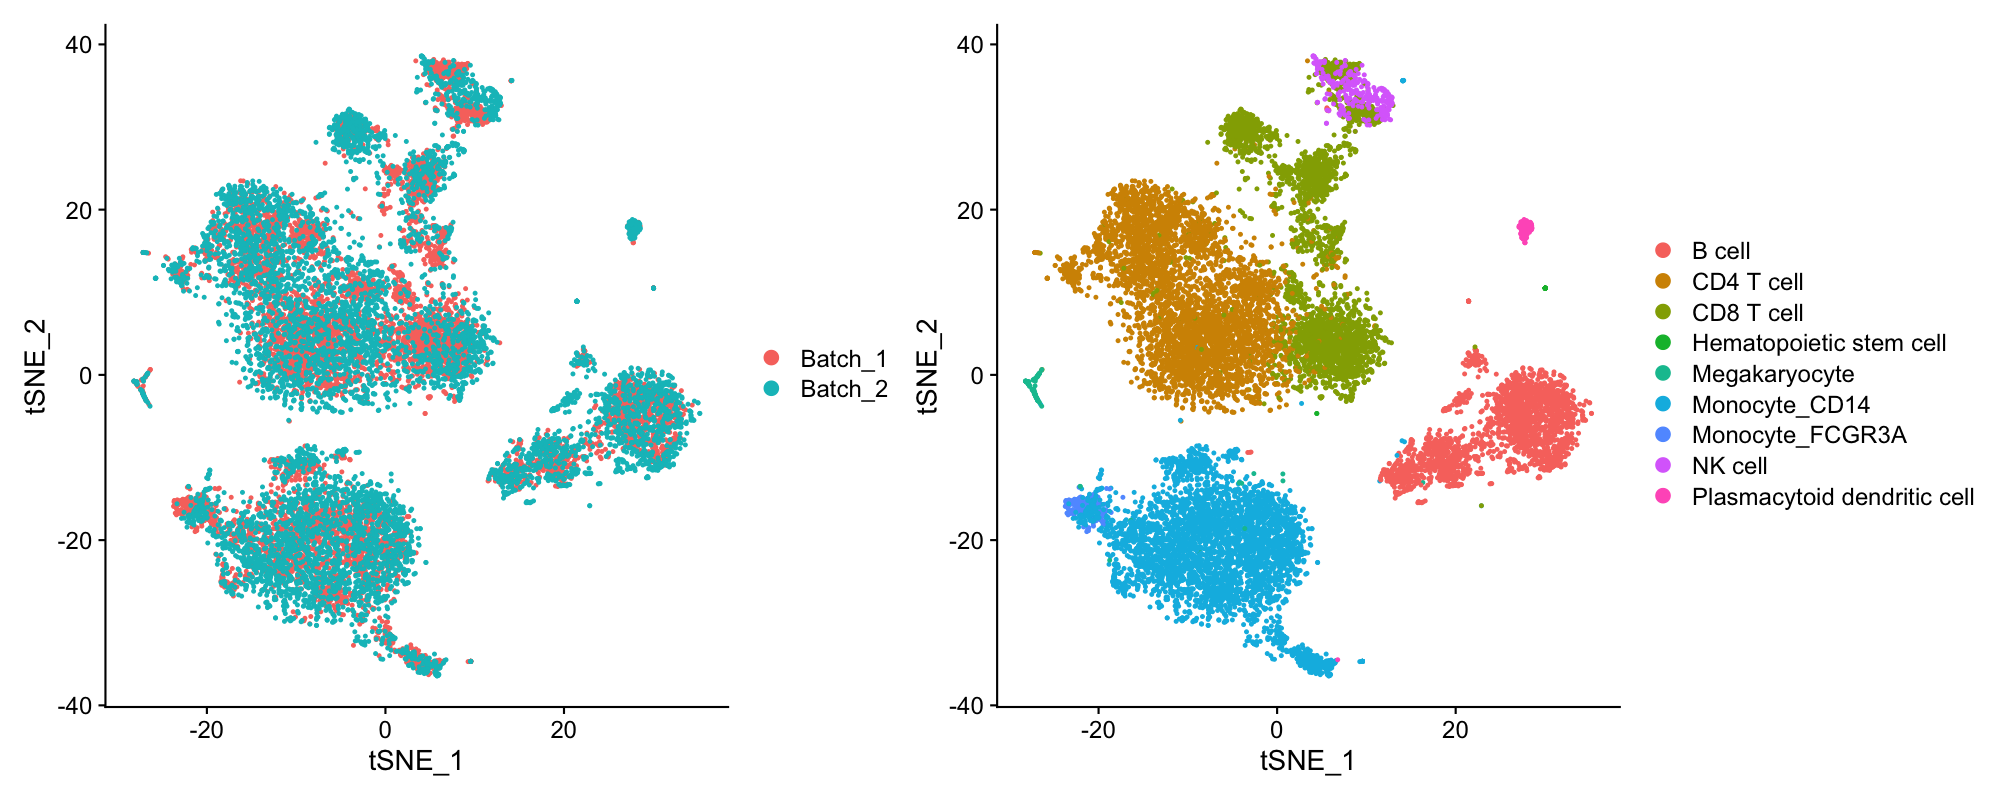 40
20
0
-20
-40
tSNE_2
-20
0
20
tSNE_1
Batch_1
Batch_2
40
20
0
-20
-40
tSNE_2
-20
0
20
tSNE_1
B cell
CD4 T cell
CD8 T cell
Hematopoietic stem cell
Megakaryocyte
Monocyte_CD14
Monocyte_FCGR3A
NK cell
Plasmacytoid dendritic cell